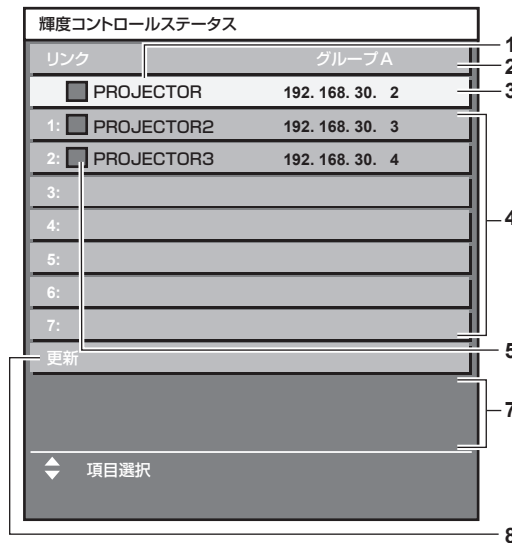 輝度コントロールステータス
リンク グループA
PROJECTOR 192. 168. 30. 2
1: PROJECTOR2 192. 168. 30. 3
2: PROJECTOR3 192. 168. 30. 4
3:
4:
5:
6:
7:
更新
項目選択
1
2
3
4
5
7
8